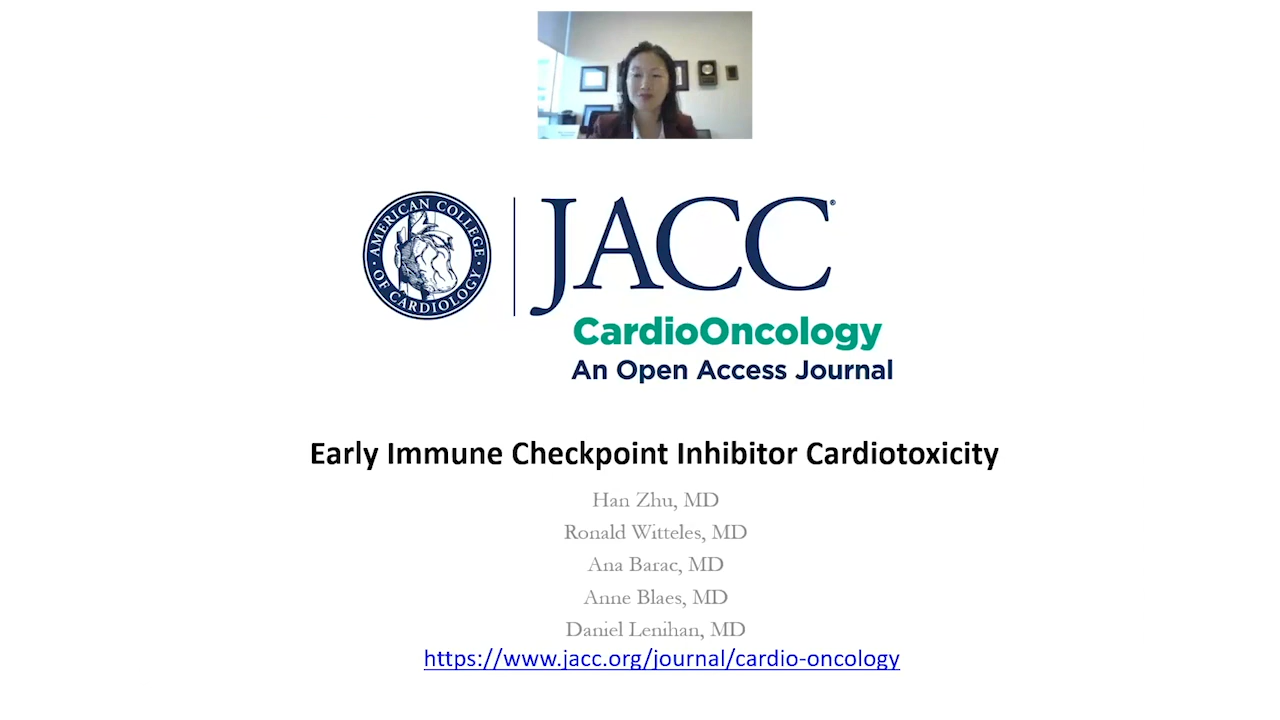 AMERICAN COLLEGE OF CARDIOLOGY
JACC®
CardioOncology
An Open Access Journal
Early Immune Checkpoint Inhibitor Cardiotoxicity
Han Zhu, MD
Ronald Witteles, MD
Ana Barac, MD
Anne Blaes, MD
Daniel Lenihan, MD
https://www.jacc.org/journal/cardio-oncology